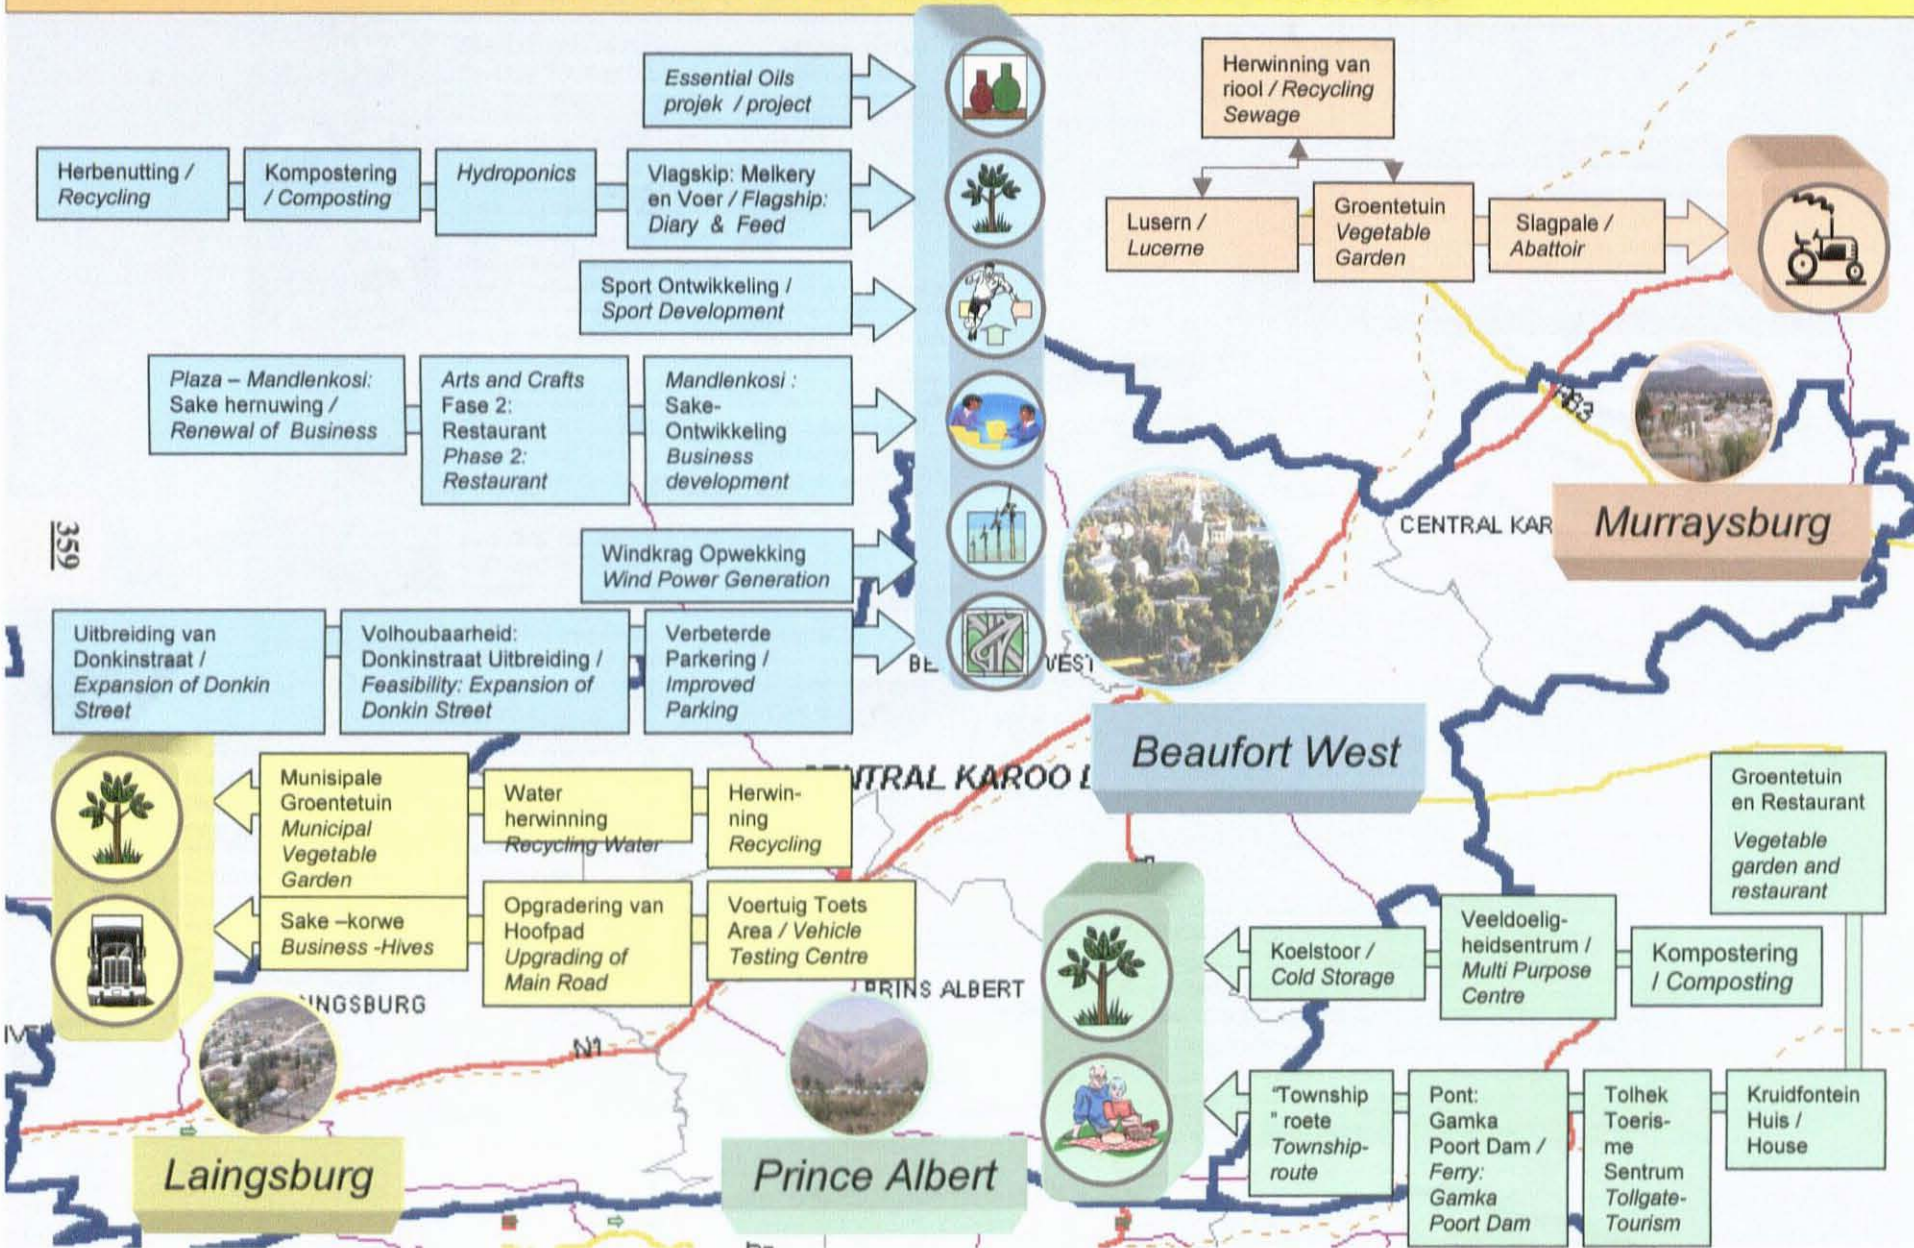 Essential Oils
projek / project
Herbenutting /
Recycling
Kompostering
/ Composting
Hydroponics
Vlagskip: Melkery
en Voer / Flagship:
Diary & Feed
Sport Ontwikkeling /
Sport Development
Plaza – Mandlenkosi:
Sake hernuwing /
Renewal of Business
Arts and Crafts
Fase 2:
Restaurant
Phase 2:
Restaurant
Mandlenkosi :
Sake-
Ontwikkeling
Business
development
Windkrag Opwekking
Wind Power Generation
Uitbreiding van
Donkinstraat /
Expansion of Donkin
Street
Volhoubaarheid:
Donkinstraat Uitbreiding /
Feasibility: Expansion of
Donkin Street
Verbeterde
Parkering /
Improved
Parking
359
Herwinning van
riool / Recycling
Sewage
Lusern /
Lucerne
Groentetuin
Vegetable
Garden
Slagpale /
Abattoir
CENTRAL KAR
Murraysburg
BE
WEST
Beaufort West
NTRAL KAROO
Munisipale
Groentetuin
Municipal
Vegetable
Garden
Water
herwinning
Recycling Water
Herwin-
ning
Recycling
Sake –korwe
Business -Hives
Opgradering van
Hoofpad
Upgrading of
Main Road
Voertuig Toets
Area / Vehicle
Testing Centre
INGSBURG
N1
PRINS ALBERT
Laingsburg
Prince Albert
Groentetuin
en Restaurant
Vegetable
garden and
restaurant
Koelstoor /
Cold Storage
Veeldoelig-
heidsentrum /
Multi Purpose
Centre
Kompostering
/ Composting
"Township
" roete
Township-
route
Pont:
Gamka
Poort Dam /
Ferry:
Gamka
Poort Dam
Tolhek
Toeris-
me
Sentrum
Tollgate-
Tourism
Kruidfontein
Huis /
House